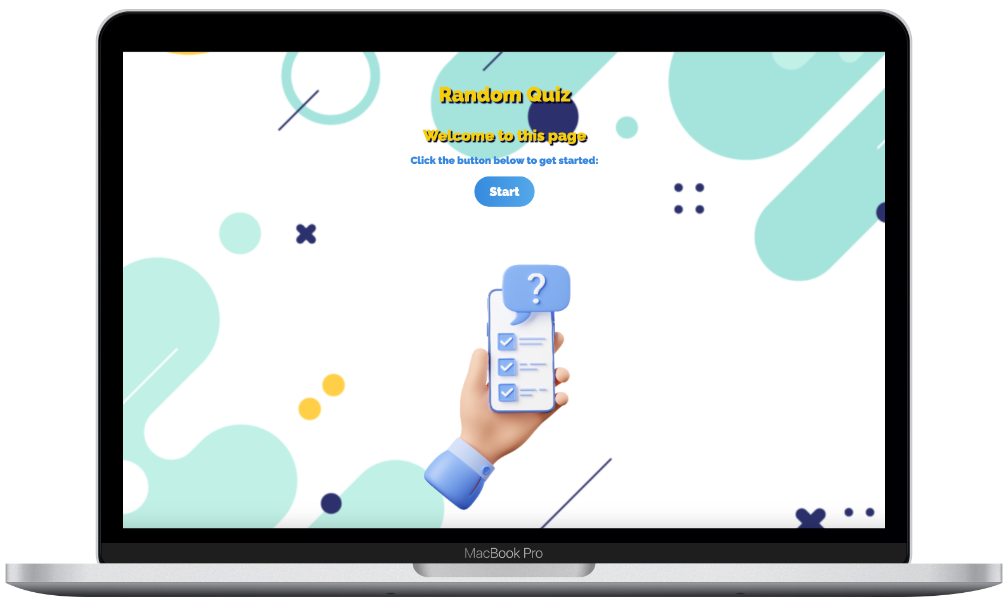 Random Quiz
Welcome to this page
Click the button below to get started:
Start
?
MacBook Pro